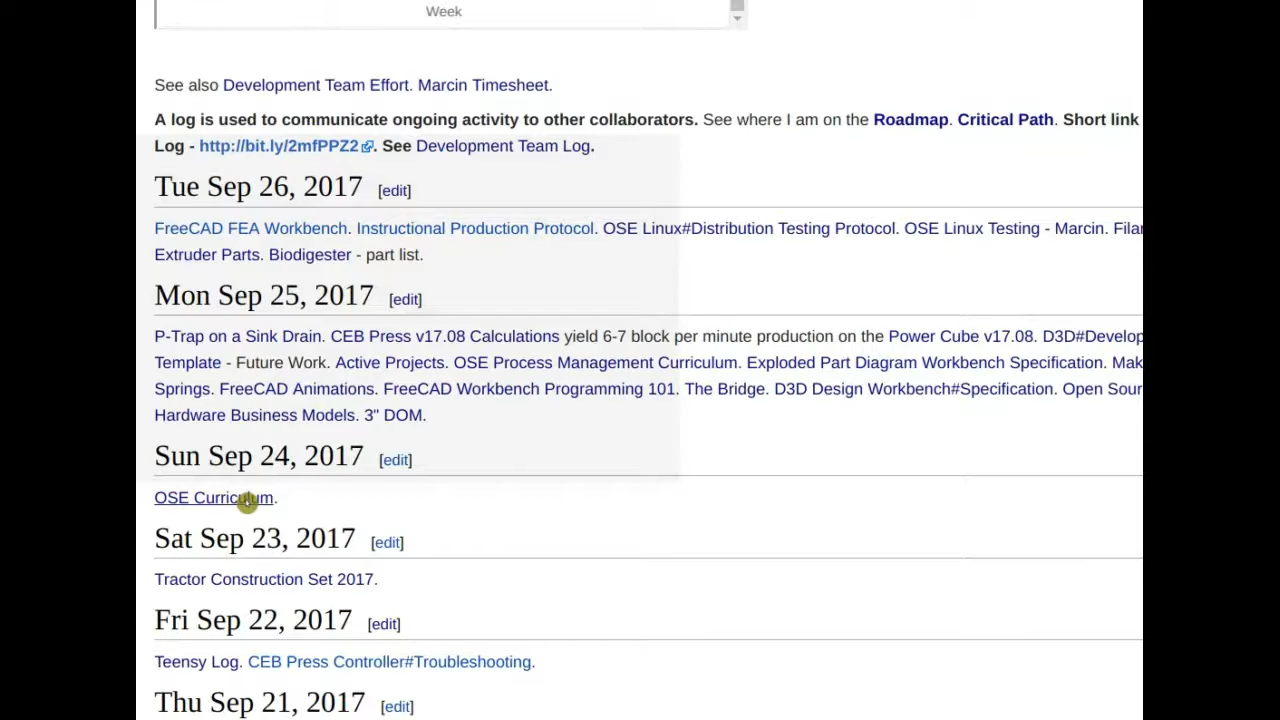 Week
See also Development Team Effort. Marcin Timesheet.
A log is used to communicate ongoing activity to other collaborators. See where I am on the Roadmap. Critical Path. Short link
Log - http://bit.ly/2mfPPZ2. See Development Team Log.
Tue Sep 26, 2017 [edit]
FreeCAD FEA Workbench. Instructional Production Protocol. OSE Linux#Distribution Testing Protocol. OSE Linux Testing - Marcin. Filar
Extruder Parts. Biodigester - part list.
Mon Sep 25, 2017 [edit]
P-Trap on a Sink Drain. CEB Press v17.08 Calculations yield 6-7 block per minute production on the Power Cube v17.08. D3D#Develop
Template - Future Work. Active Projects. OSE Process Management Curriculum. Exploded Part Diagram Workbench Specification. Mak
Springs. FreeCAD Animations. FreeCAD Workbench Programming 101. The Bridge. D3D Design Workbench#Specification. Open Sour
Hardware Business Models. 3" DOM.
Sun Sep 24, 2017 [edit]
OSE Curriculum.
Sat Sep 23, 2017 [edit]
Tractor Construction Set 2017.
Fri Sep 22, 2017 [edit]
Teensy Log. CEB Press Controller#Troubleshooting.
Thu Sep 21, 2017 [edit]